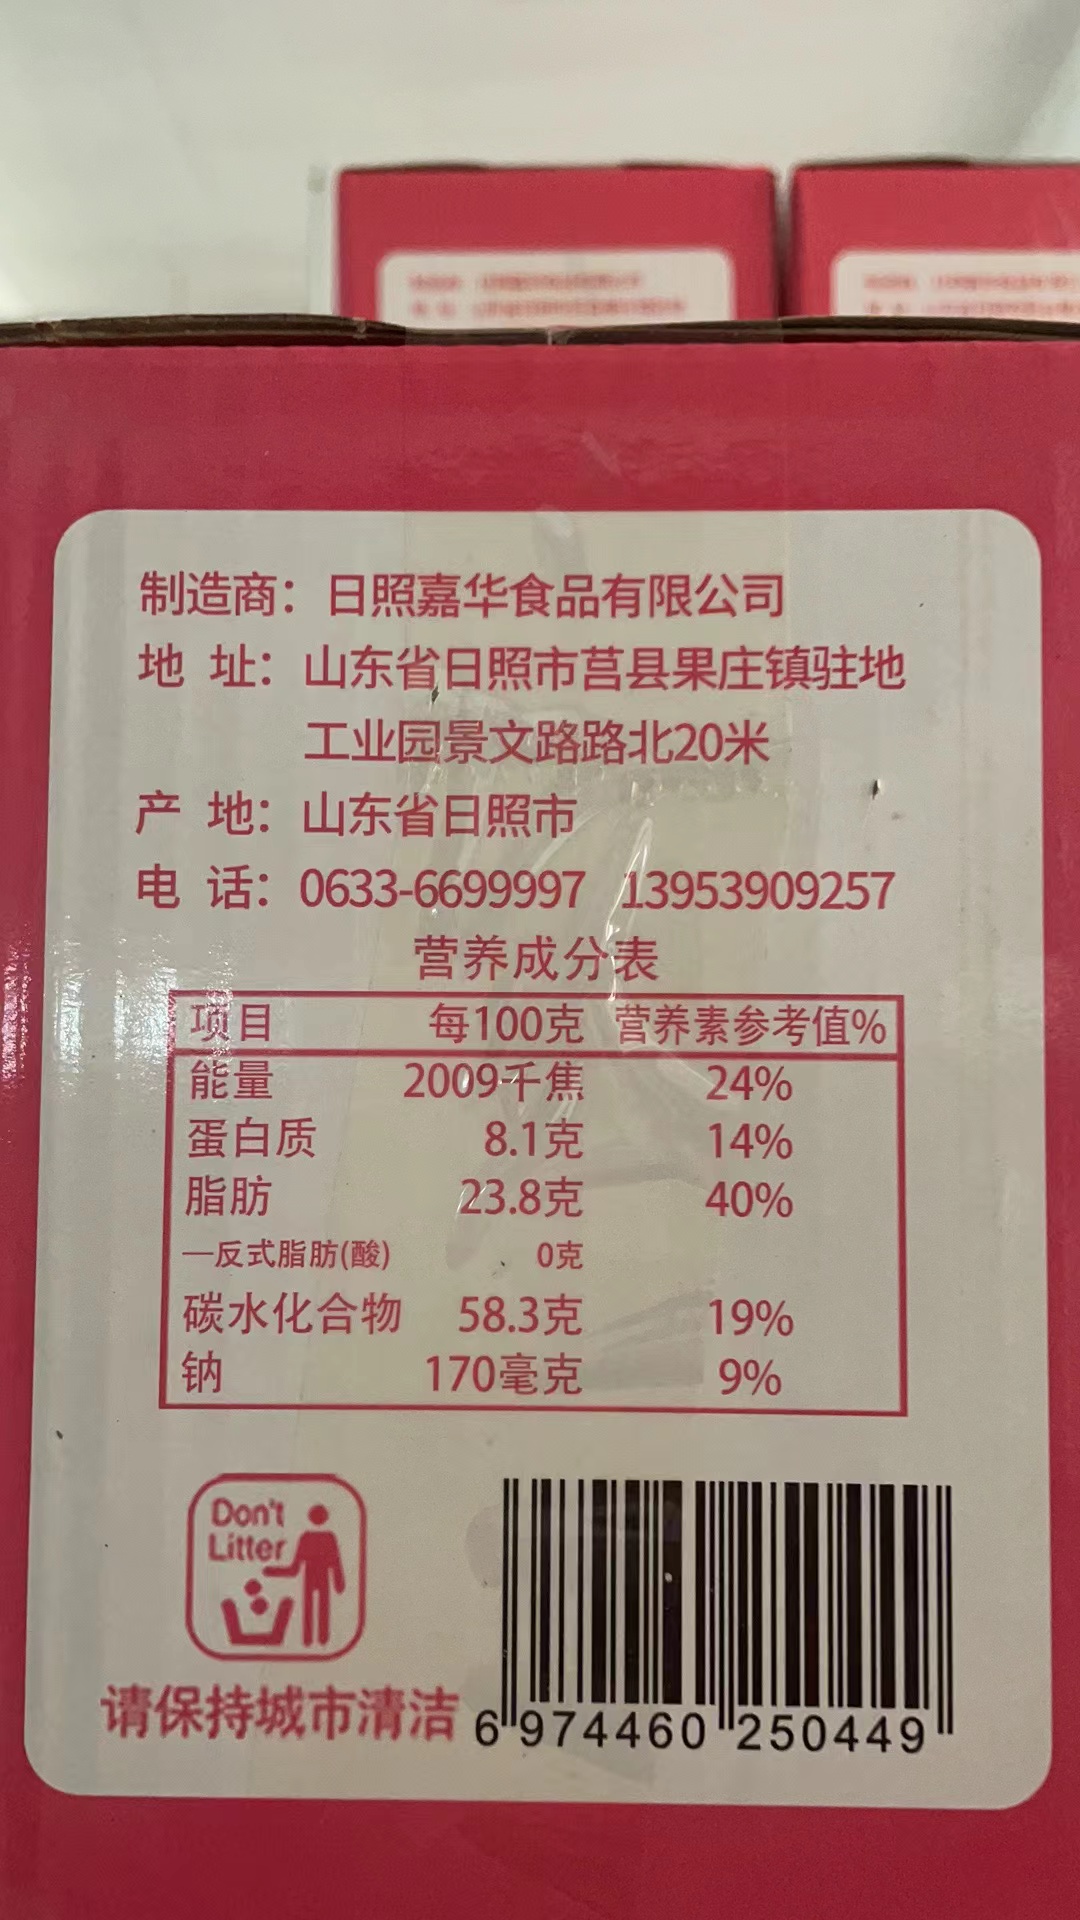 制造商：日照嘉华食品有限公司
地 址：山东省日照市莒县果庄镇驻地
工业园景文路路北20米
产 地：山东省日照市
电 话：0633-6699997 13953909257
营养成分表
项目 每100克 营养素参考值%
能量 2009千焦 24%
蛋白质 8.1克 14%
脂肪 23.8克 40%
—反式脂肪(酸) 0克
碳水化合物 58.3克 19%
钠 170毫克 9%
Don't
Litter
请保持城市清洁
6 974460 250449